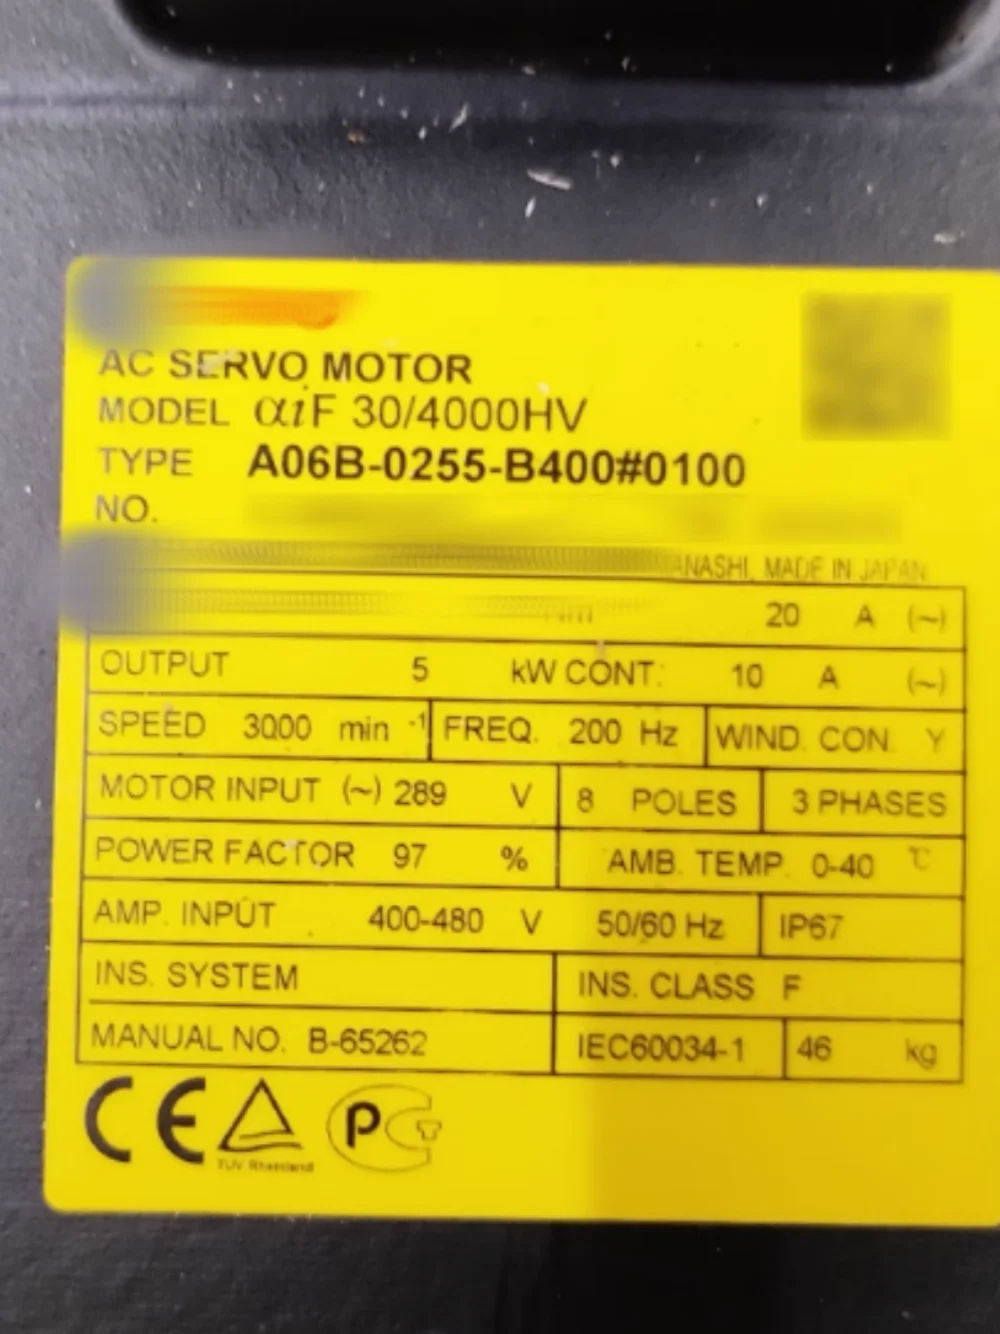 AC SERVO MOTOR
MODEL αiF 30/4000HV
TYPE A06B-0255-B400#0100
NO.
MADE IN JAPAN
20 A (~)
OUTPUT 5 kW CONT. 10 A (~)
SPEED 3000 min -1 FREQ. 200 Hz WIND. CON. Y
MOTOR INPUT (~) 289 V 8 POLES 3 PHASES
POWER FACTOR 97 % AMB. TEMP. 0-40 ℃
AMP. INPUT 400-480 V 50/60 Hz IP67
INS. SYSTEM INS. CLASS F
MANUAL NO. B-65262 IEC60034-1 46 kg
CE TÜV Rheinland PG